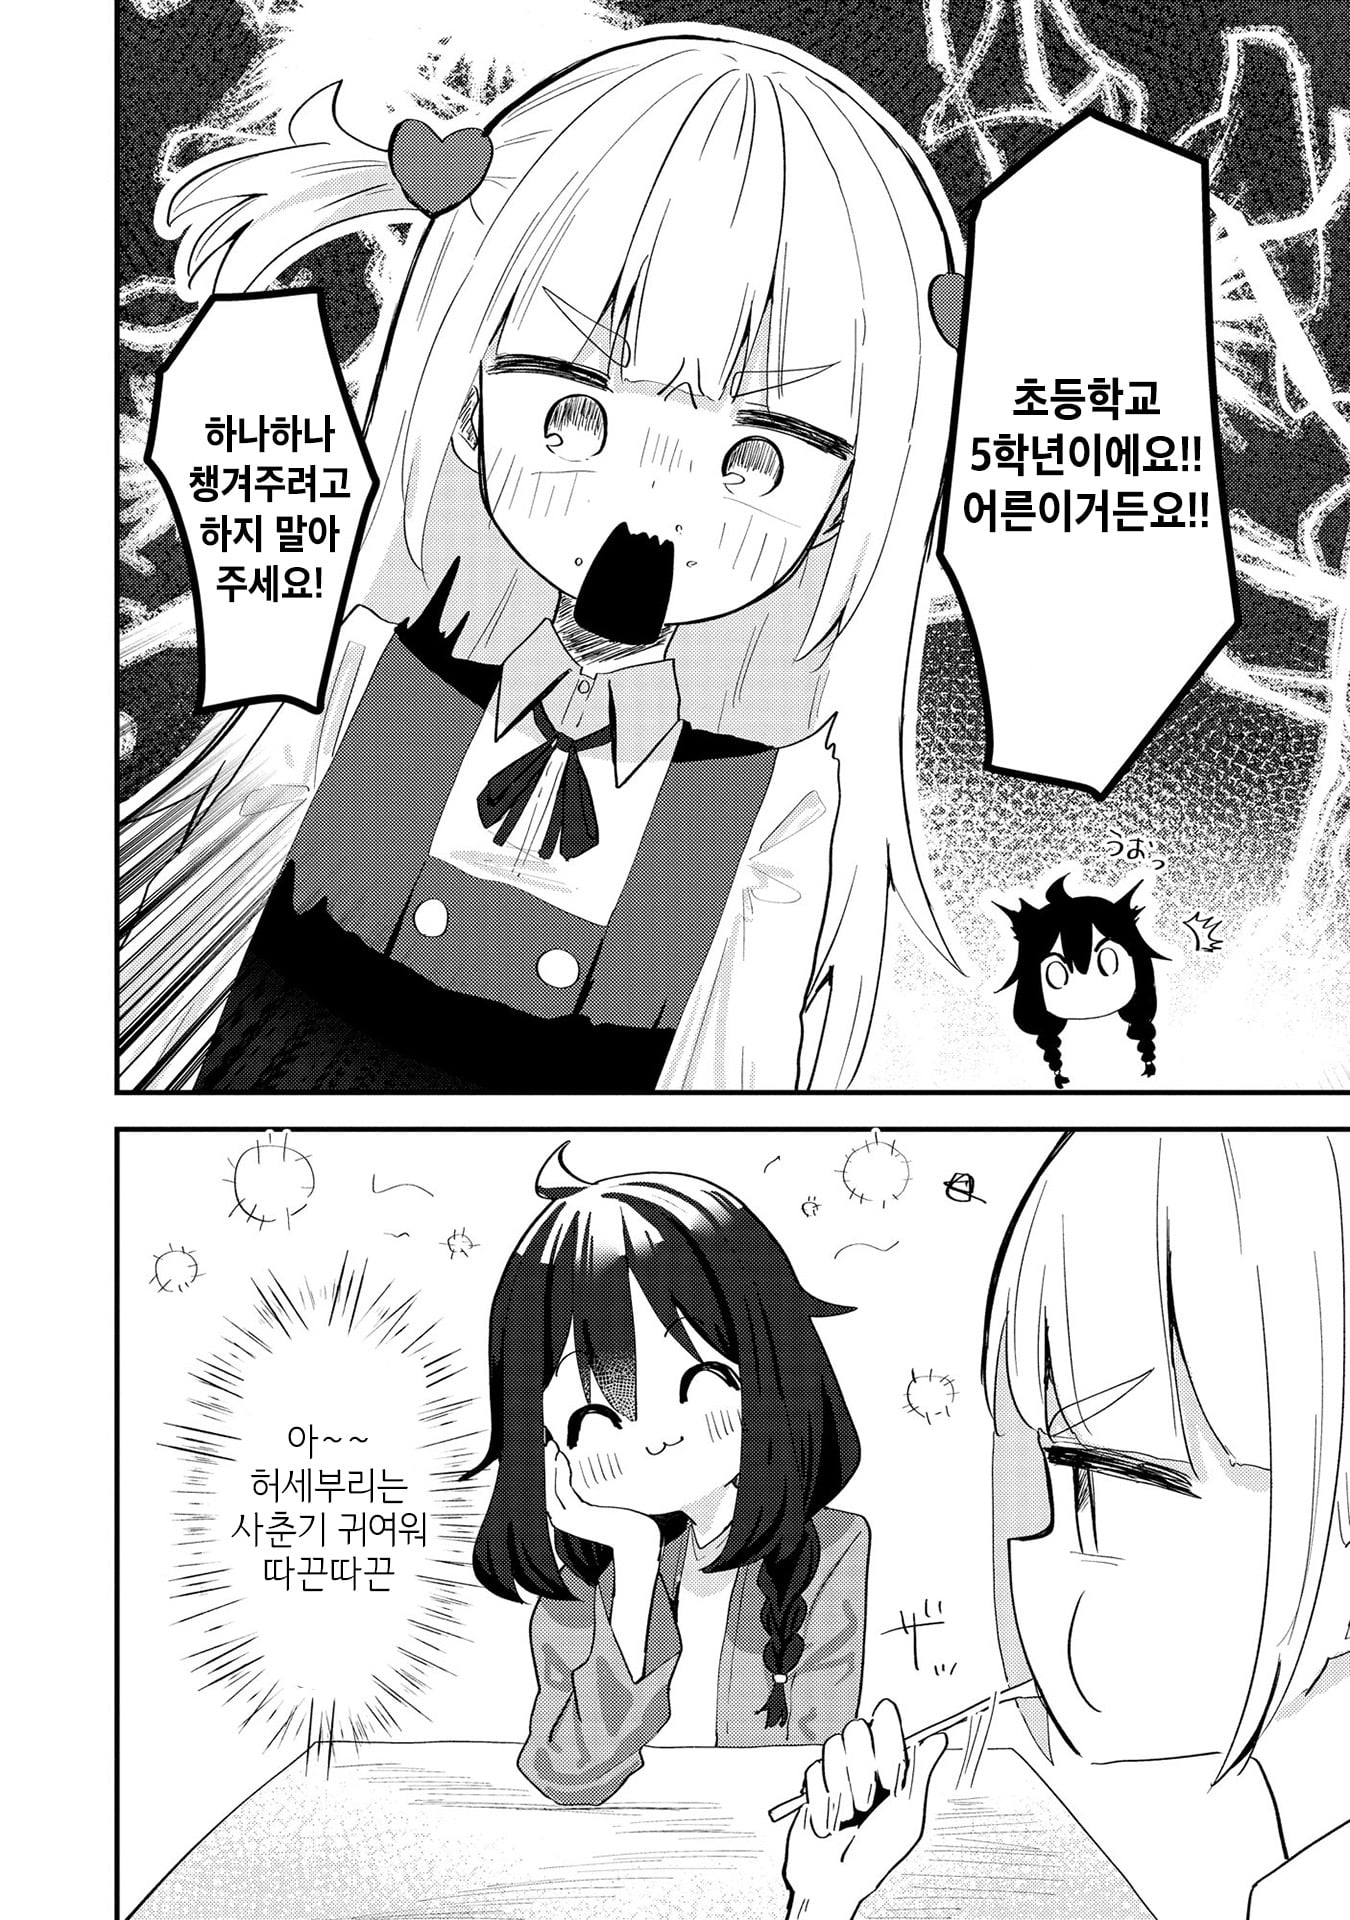 초등학교
5학년이에요!!
어른이거든요!!
하나하나
챙겨주려고
하지 말아
주세요!
うおっ
아~~
허세부리는
사춘기 귀여워
따끈따끈
ザッ